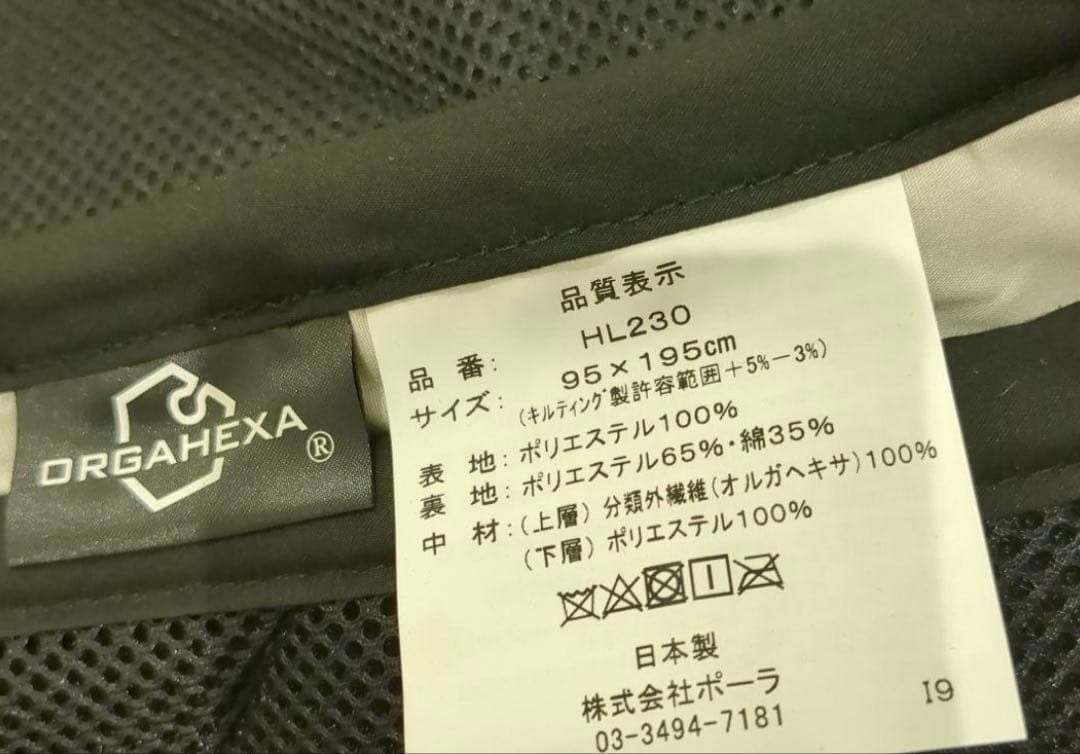 ORGAHEXA®
品質表示
品 番: HL230
サイズ: 95×195cm
(キルティング製許容範囲+5%-3%)
表 地: ポリエステル100%
裏 地: ポリエステル65%・綿35%
中 材: (上層) 分類外繊維(オルガヘキサ)100%
(下層) ポリエステル100%
日本製
株式会社ポーラ
03-3494-7181
I9